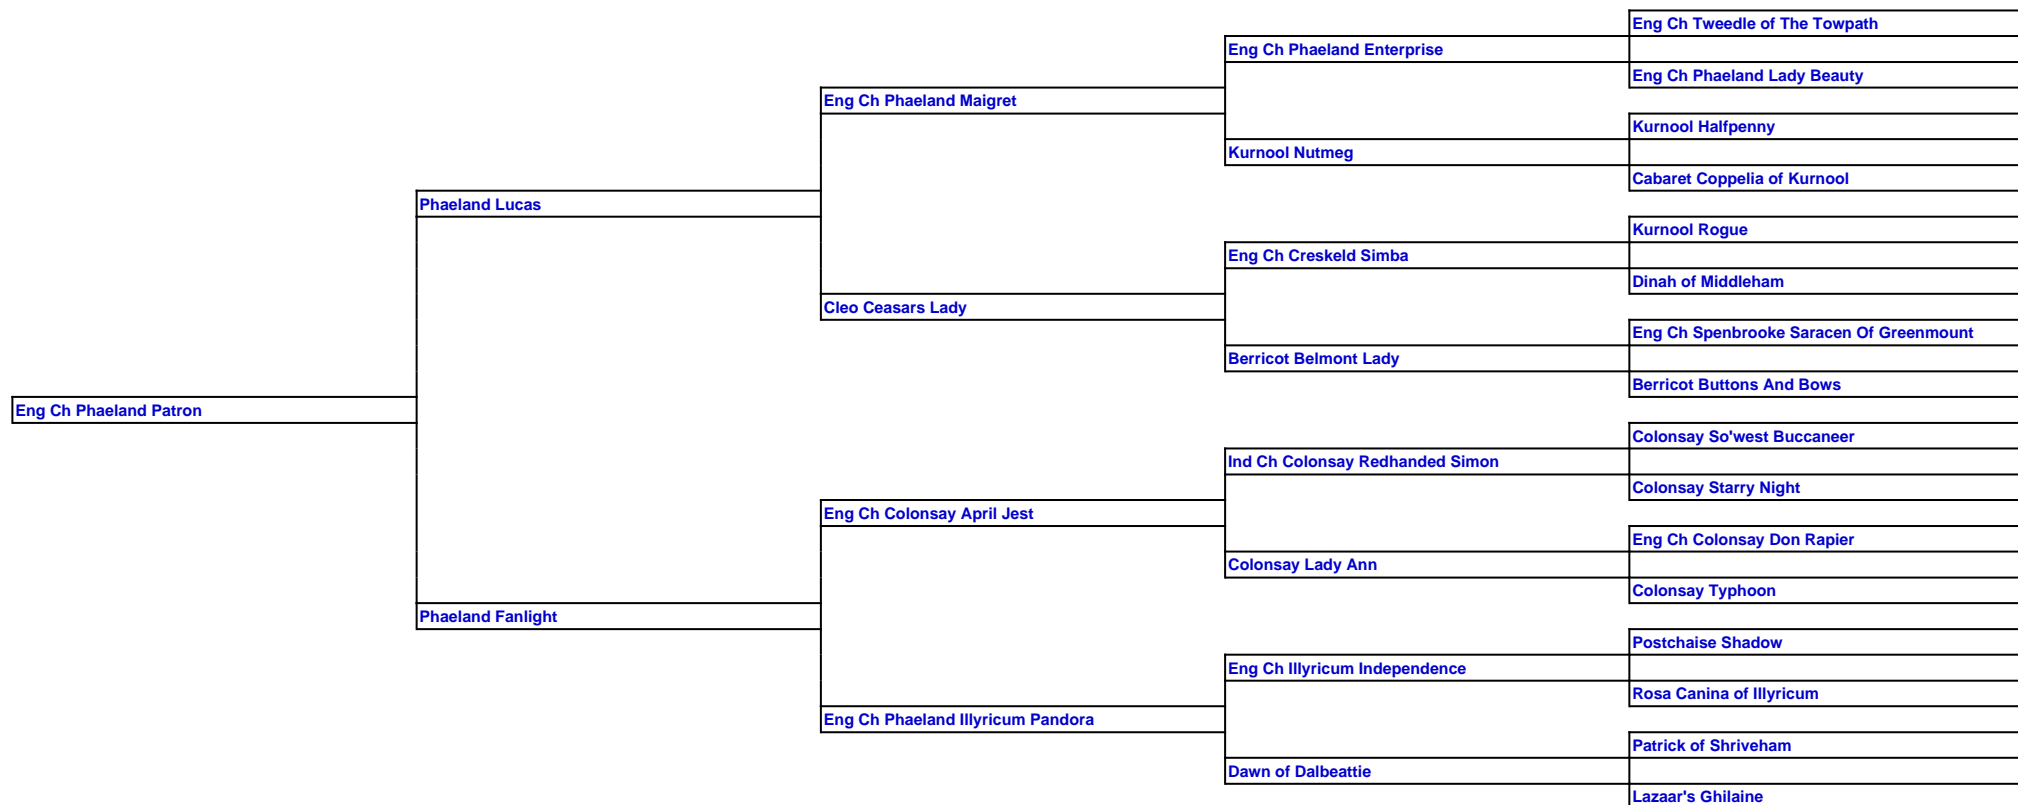 Eng Ch Tweedle of The Towpath
Eng Ch Phaeland Enterprise
Eng Ch Phaeland Lady Beauty
Eng Ch Phaeland Maigret
Kurnool Halfpenny
Kurnool Nutmeg
Cabaret Coppelia of Kurnool
Phaeland Lucas
Kurnool Rogue
Eng Ch Creskeld Simba
Dinah of Middleham
Cleo Ceasars Lady
Eng Ch Spenbrooke Saracen Of Greenmount
Berricot Belmont Lady
Berricot Buttons And Bows
Eng Ch Phaeland Patron
Colonsay So'west Buccaneer
Ind Ch Colonsay Redhanded Simon
Colonsay Starry Night
Eng Ch Colonsay April Jest
Eng Ch Colonsay Don Rapier
Colonsay Lady Ann
Colonsay Typhoon
Phaeland Fanlight
Postchaise Shadow
Eng Ch Illyricum Independence
Rosa Canina of Illyricum
Eng Ch Phaeland Illyricum Pandora
Patrick of Shriveham
Dawn of Dalbeattie
Lazaar's Ghilaine